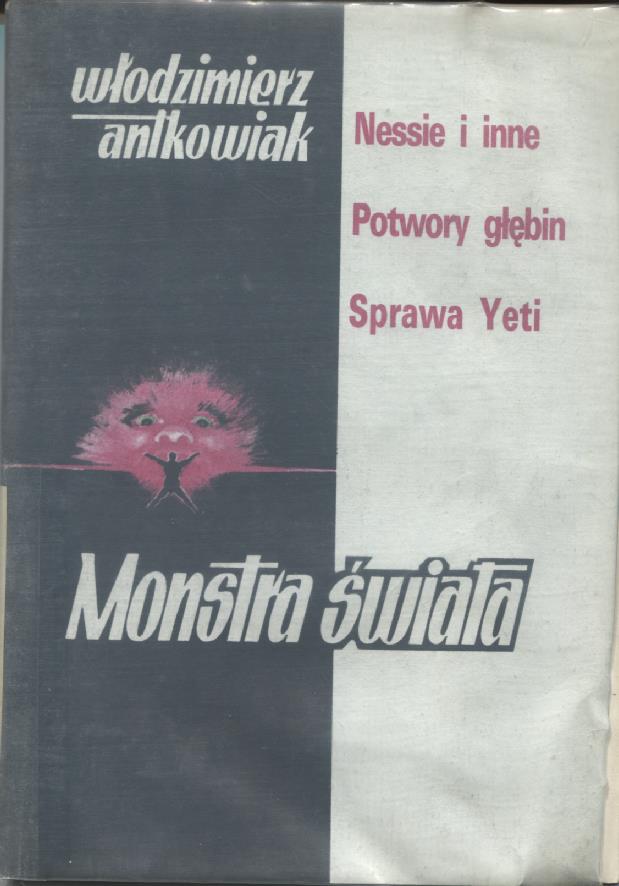 włodzimierz
antkowiak
Nessie i inne
Potwory głębin
Sprawa Yeti
Monstra świata